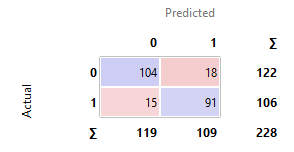 Predicted
0 1 Σ
0 104 18 122
Actual
1 15 91 106
Σ 119 109 228